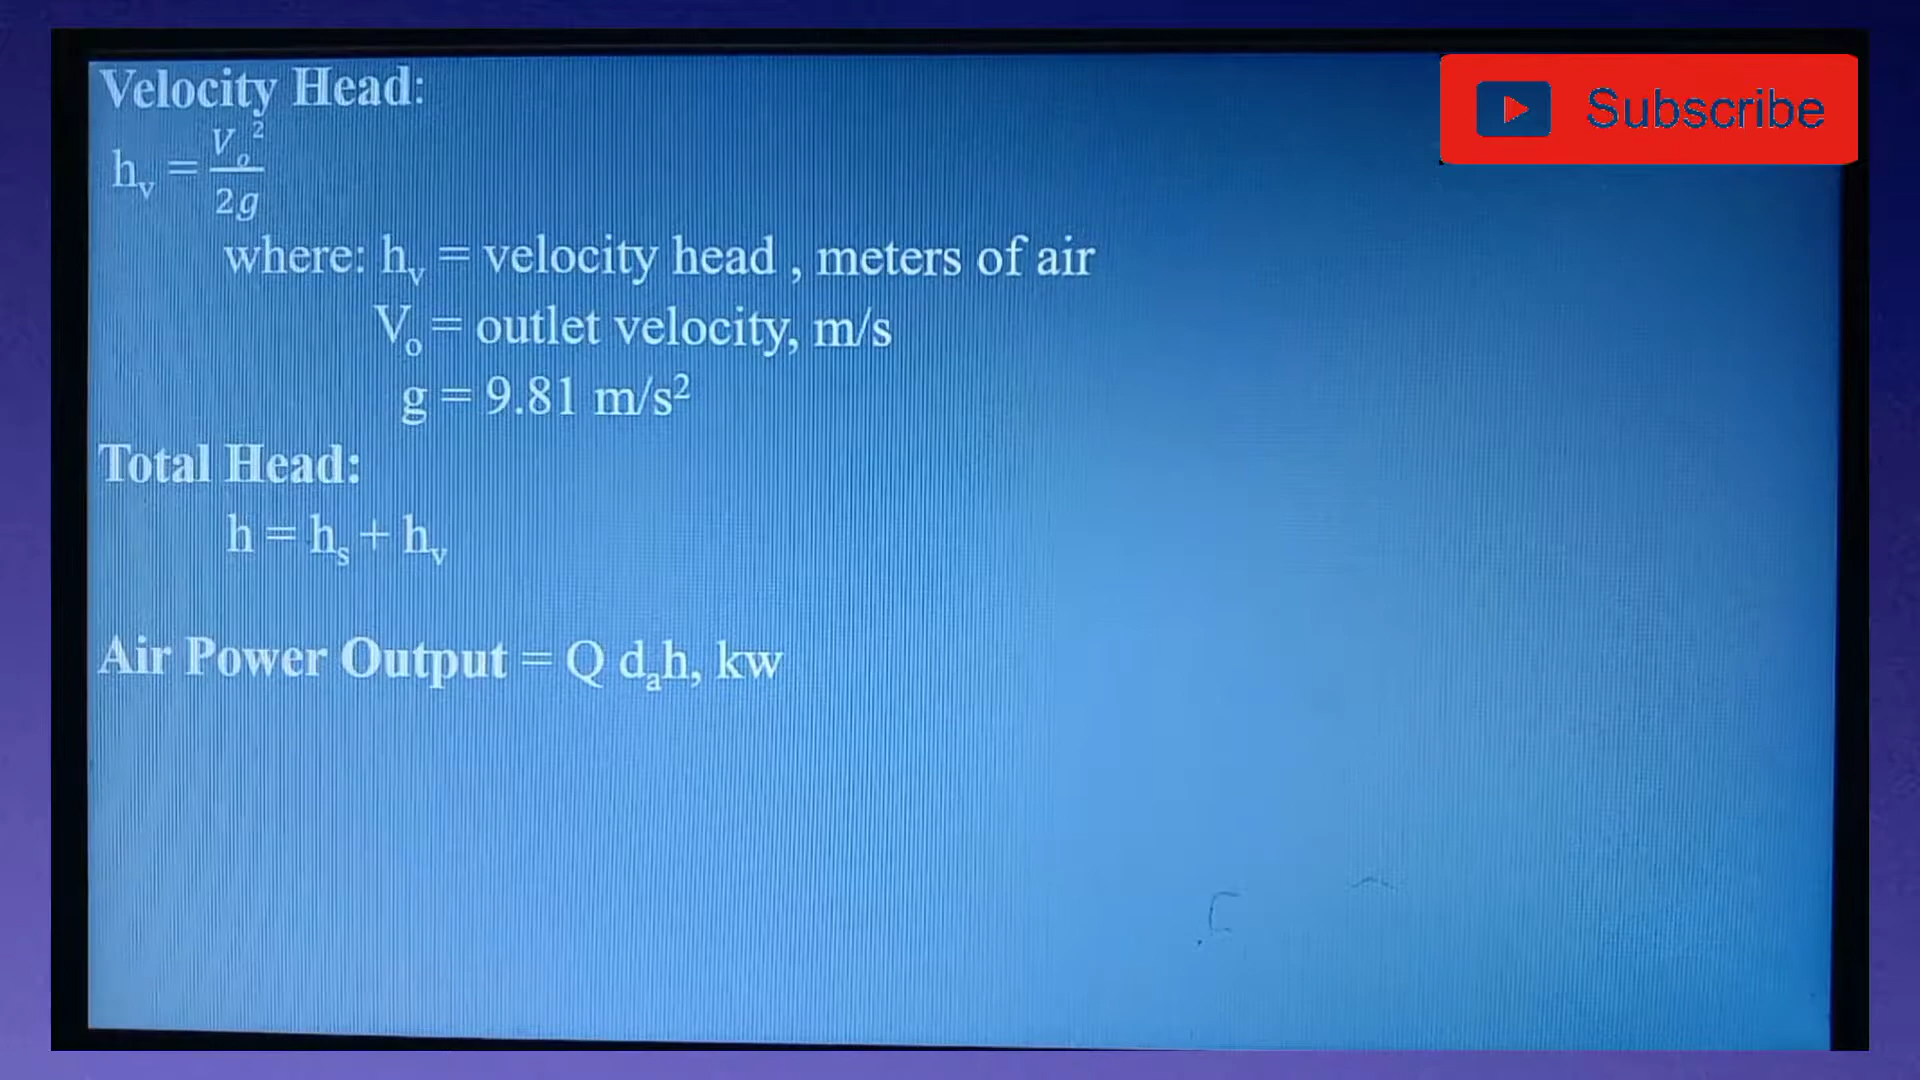 Velocity Head:
hᵥ = Vₒ² / 2g
where: hᵥ = velocity head , meters of air
Vₒ = outlet velocity, m/s
g = 9.81 m/s²
Total Head:
h = hₛ + hᵥ
Air Power Output = Q dₐh, kw
Subscribe